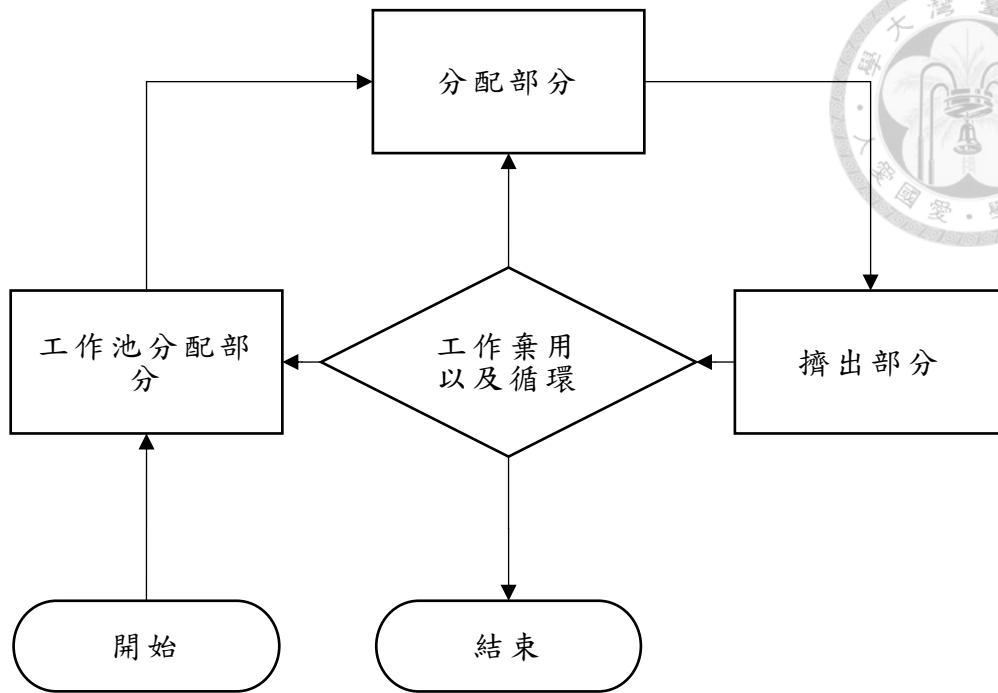 分配部分
工作池分配部
分
工作棄用
以及循環
擠出部分
開始
結束